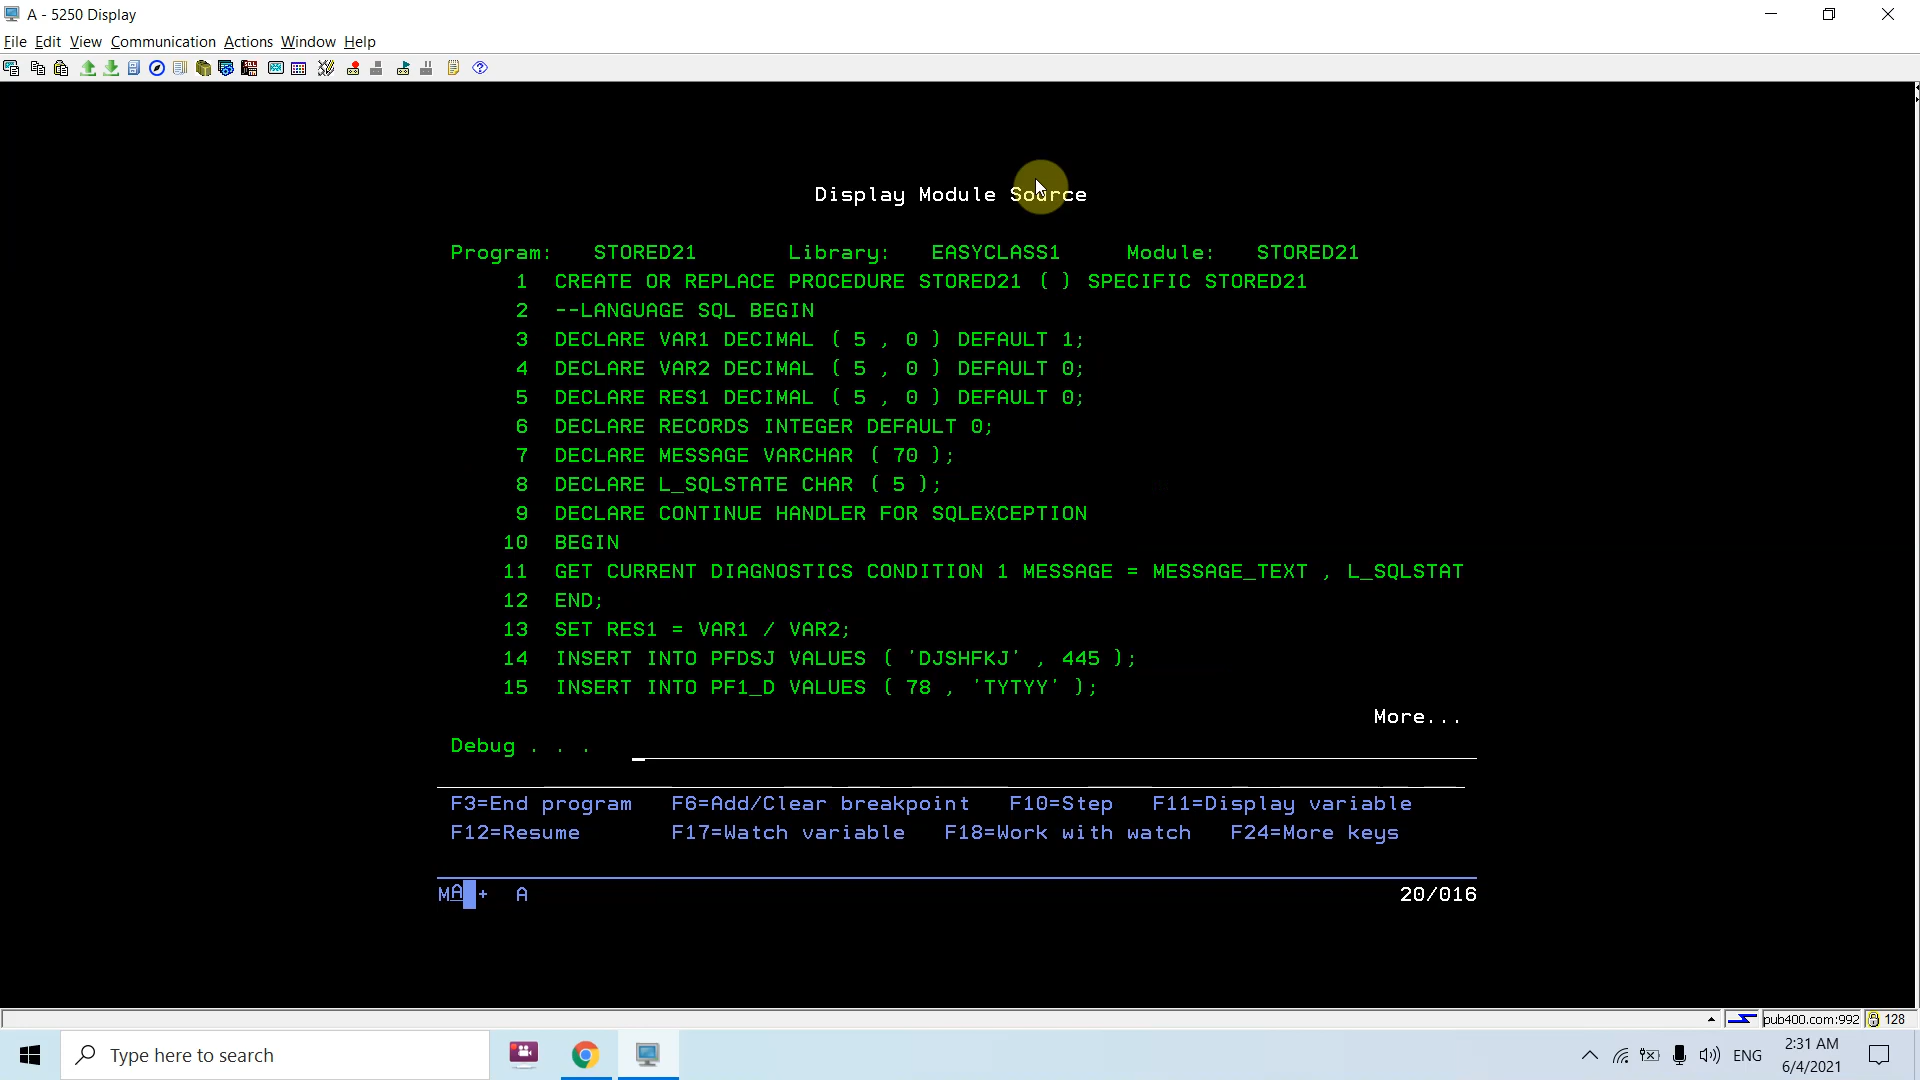 A - 5250 Display
File Edit View Communication Actions Window Help
Display Module Source
Program: STORED21 Library: EASYCLASS1 Module: STORED21
1 CREATE OR REPLACE PROCEDURE STORED21 ( ) SPECIFIC STORED21
2 --LANGUAGE SQL BEGIN
3 DECLARE VAR1 DECIMAL ( 5 , 0 ) DEFAULT 1;
4 DECLARE VAR2 DECIMAL ( 5 , 0 ) DEFAULT 0;
5 DECLARE RES1 DECIMAL ( 5 , 0 ) DEFAULT 0;
6 DECLARE RECORDS INTEGER DEFAULT 0;
7 DECLARE MESSAGE VARCHAR ( 70 );
8 DECLARE L_SQLSTATE CHAR ( 5 );
9 DECLARE CONTINUE HANDLER FOR SQLEXCEPTION
10 BEGIN
11 GET CURRENT DIAGNOSTICS CONDITION 1 MESSAGE = MESSAGE_TEXT , L_SQLSTAT
12 END;
13 SET RES1 = VAR1 / VAR2;
14 INSERT INTO PFDSJ VALUES ( 'DJSHFKJ' , 445 );
15 INSERT INTO PF1_D VALUES ( 78 , 'TYTYY' );
More...
Debug . . .
F3=End program F6=Add/Clear breakpoint F10=Step F11=Display variable
F12=Resume F17=Watch variable F18=Work with watch F24=More keys
MA + A 20/016
pub400.com:992 128
Type here to search
ENG
2:31 AM
6/4/2021